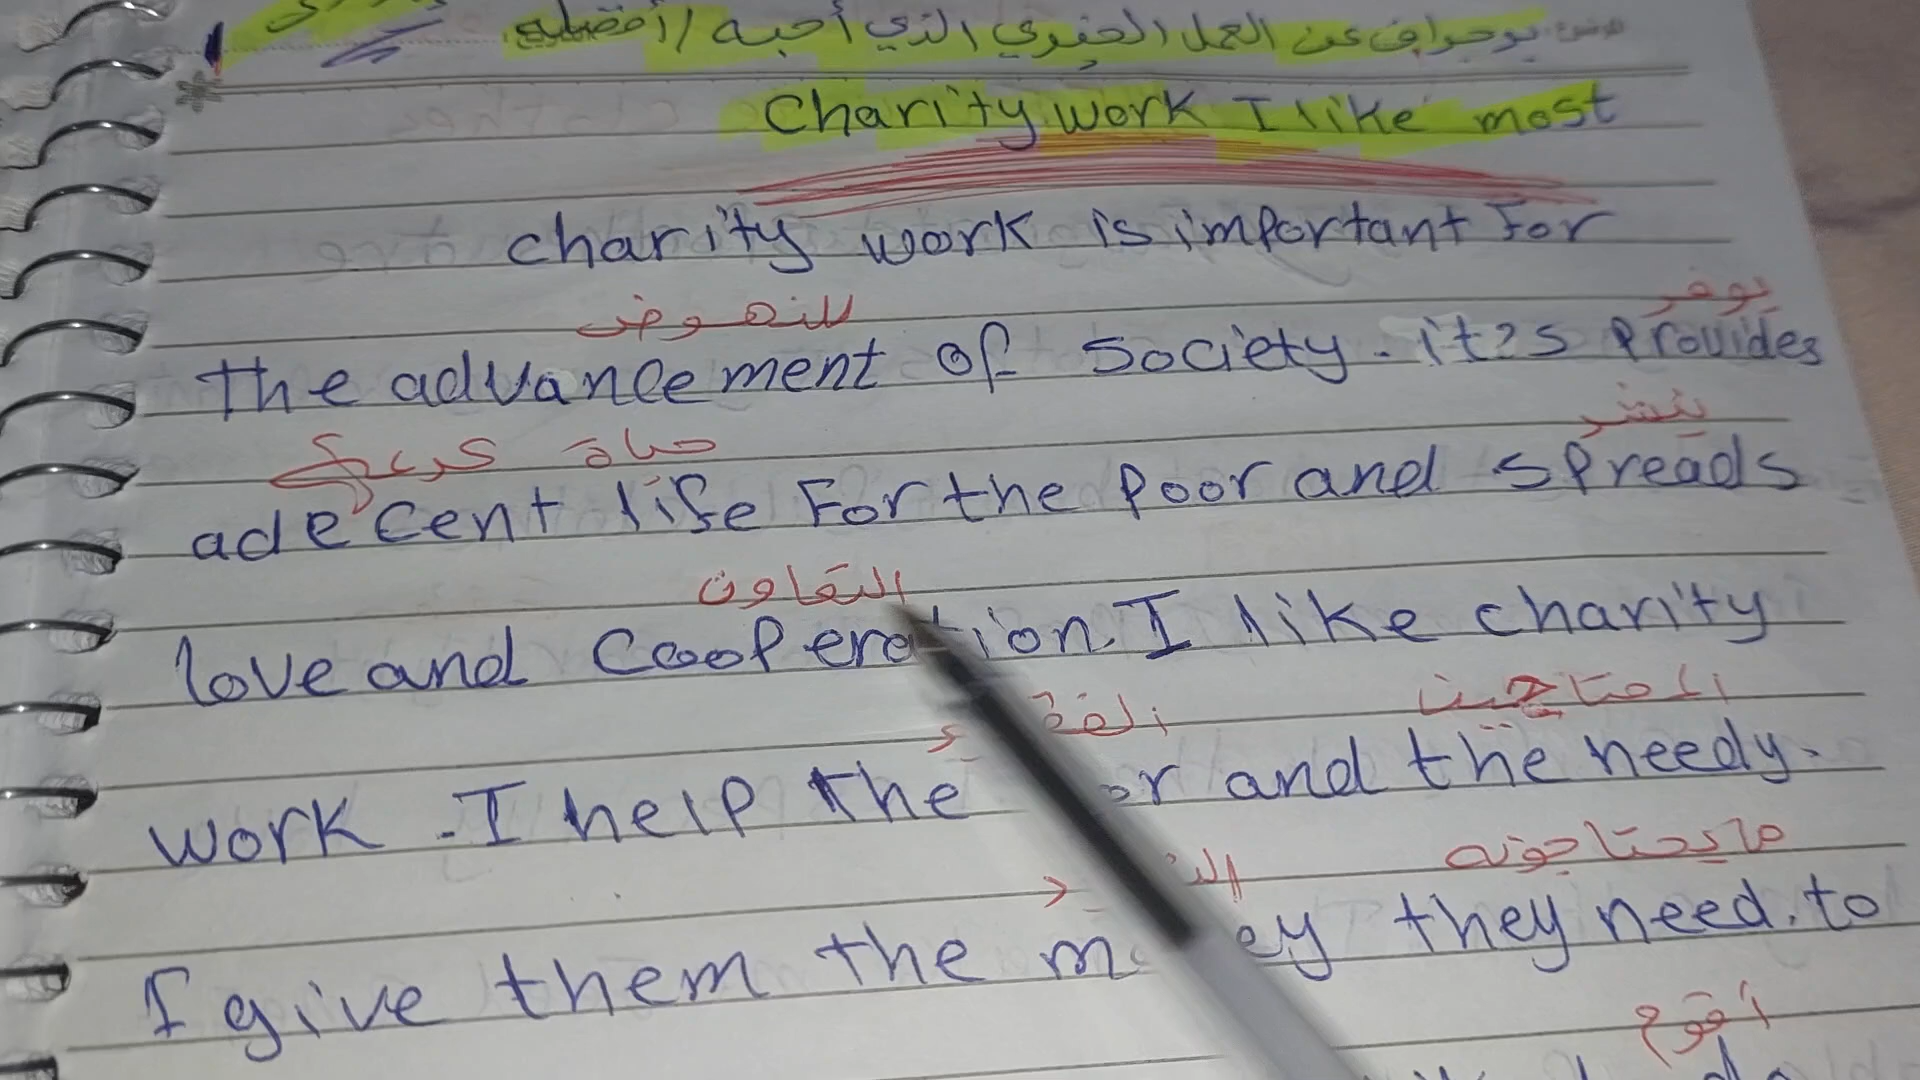 برجراف عن العمل الخيري الذي أحبه / أفضله
Charity work I like most
charity work is important For
للنهوض
يوفر
the advancement of society. it's provides
حياة كريمة
ينشر
a decent life For the poor and spreads
التعاون
love and cooperation I like charity
المحتاجين
work. I help the and the needy.
ما يحتاجونه
I give them the they need. to
أقوم